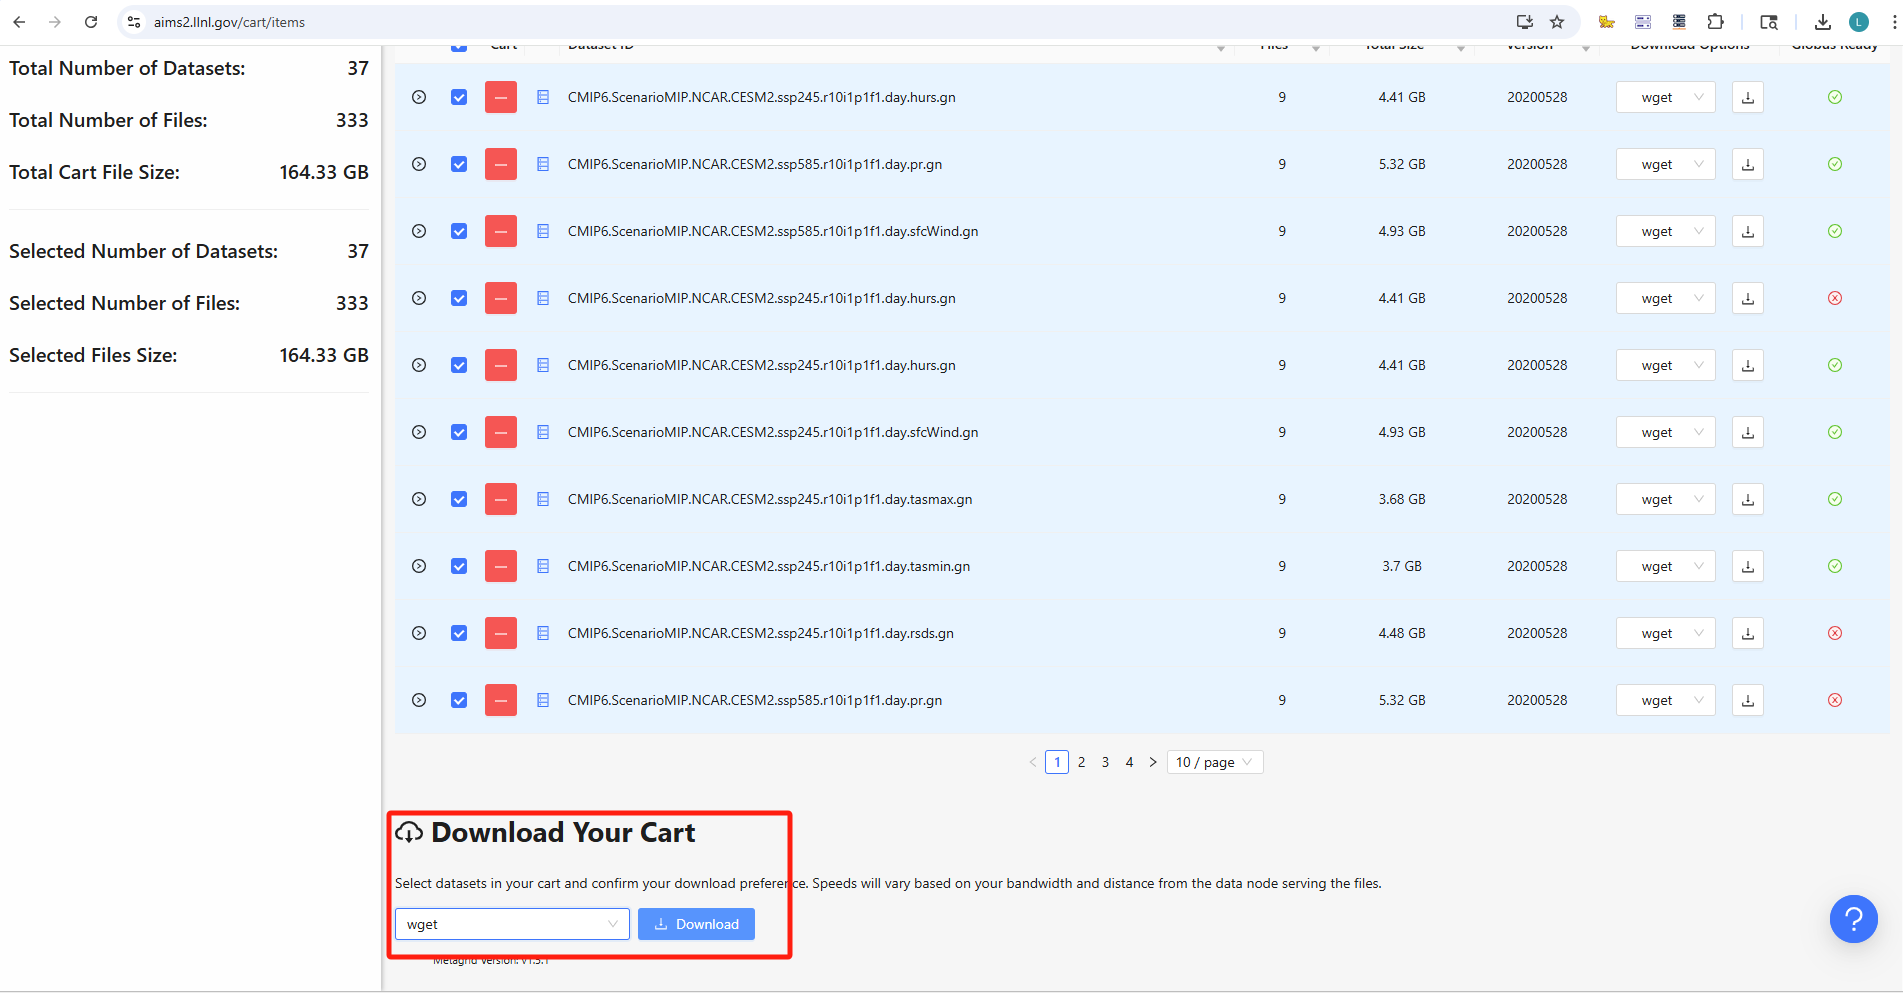 aims2.llnl.gov/cart/items
L
Total Number of Datasets: 37
Total Number of Files: 333
Total Cart File Size: 164.33 GB
Selected Number of Datasets: 37
Selected Number of Files: 333
Selected Files Size: 164.33 GB
Cart Dataset ID Files Total Size Version Download Options Globus Ready
CMIP6.ScenarioMIP.NCAR.CESM2.ssp245.r10i1p1f1.day.hurs.gn 9 4.41 GB 20200528 wget
CMIP6.ScenarioMIP.NCAR.CESM2.ssp585.r10i1p1f1.day.pr.gn 9 5.32 GB 20200528 wget
CMIP6.ScenarioMIP.NCAR.CESM2.ssp585.r10i1p1f1.day.sfcWind.gn 9 4.93 GB 20200528 wget
CMIP6.ScenarioMIP.NCAR.CESM2.ssp245.r10i1p1f1.day.hurs.gn 9 4.41 GB 20200528 wget
CMIP6.ScenarioMIP.NCAR.CESM2.ssp245.r10i1p1f1.day.hurs.gn 9 4.41 GB 20200528 wget
CMIP6.ScenarioMIP.NCAR.CESM2.ssp245.r10i1p1f1.day.sfcWind.gn 9 4.93 GB 20200528 wget
CMIP6.ScenarioMIP.NCAR.CESM2.ssp245.r10i1p1f1.day.tasmax.gn 9 3.68 GB 20200528 wget
CMIP6.ScenarioMIP.NCAR.CESM2.ssp245.r10i1p1f1.day.tasmin.gn 9 3.7 GB 20200528 wget
CMIP6.ScenarioMIP.NCAR.CESM2.ssp245.r10i1p1f1.day.rsds.gn 9 4.48 GB 20200528 wget
CMIP6.ScenarioMIP.NCAR.CESM2.ssp585.r10i1p1f1.day.pr.gn 9 5.32 GB 20200528 wget
1 2 3 4 10 / page
Download Your Cart
Select datasets in your cart and confirm your download preference. Speeds will vary based on your bandwidth and distance from the data node serving the files.
wget Download
?
Metagrid Version: